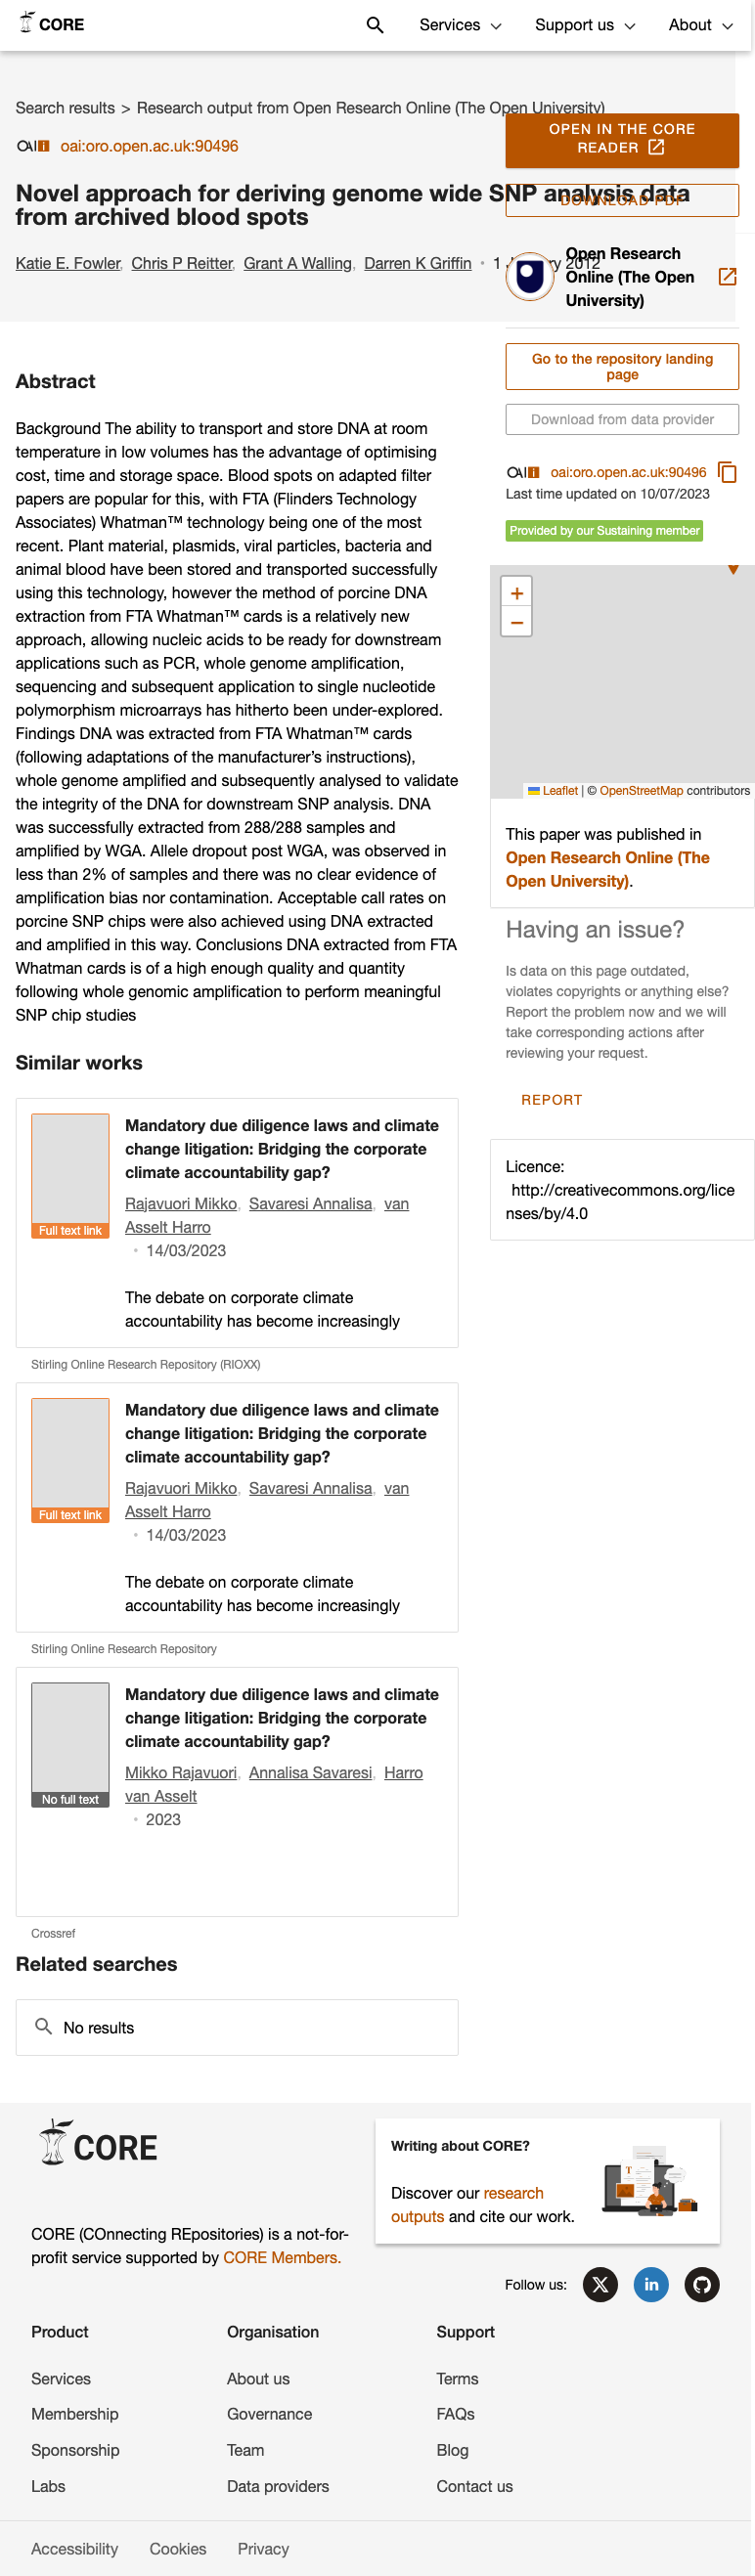 CORE
Services
Support us
About
Search results > Research output from Open Research Online (The Open University)
OAI oai:oro.open.ac.uk:90496
Novel approach for deriving genome wide SNP analysis data
from archived blood spots
Katie E. Fowler, Chris P Reitter, Grant A Walling, Darren K Griffin • 1 January 2012
OPEN IN THE CORE
READER
DOWNLOAD PDF
Open Research
Online (The Open
University)
Go to the repository landing
page
Download from data provider
OAI oai:oro.open.ac.uk:90496
Last time updated on 10/07/2023
Provided by our Sustaining member
+
−
Leaflet | © OpenStreetMap contributors
This paper was published in
Open Research Online (The
Open University).
Having an issue?
Is data on this page outdated,
violates copyrights or anything else?
Report the problem now and we will
take corresponding actions after
reviewing your request.
REPORT
Licence:
http://creativecommons.org/lice
nses/by/4.0
Abstract
Background The ability to transport and store DNA at room
temperature in low volumes has the advantage of optimising
cost, time and storage space. Blood spots on adapted filter
papers are popular for this, with FTA (Flinders Technology
Associates) Whatman™ technology being one of the most
recent. Plant material, plasmids, viral particles, bacteria and
animal blood have been stored and transported successfully
using this technology, however the method of porcine DNA
extraction from FTA Whatman™ cards is a relatively new
approach, allowing nucleic acids to be ready for downstream
applications such as PCR, whole genome amplification,
sequencing and subsequent application to single nucleotide
polymorphism microarrays has hitherto been under-explored.
Findings DNA was extracted from FTA Whatman™ cards
(following adaptations of the manufacturer’s instructions),
whole genome amplified and subsequently analysed to validate
the integrity of the DNA for downstream SNP analysis. DNA
was successfully extracted from 288/288 samples and
amplified by WGA. Allele dropout post WGA, was observed in
less than 2% of samples and there was no clear evidence of
amplification bias nor contamination. Acceptable call rates on
porcine SNP chips were also achieved using DNA extracted
and amplified in this way. Conclusions DNA extracted from FTA
Whatman cards is of a high enough quality and quantity
following whole genomic amplification to perform meaningful
SNP chip studies
Similar works
Full text link
Mandatory due diligence laws and climate
change litigation: Bridging the corporate
climate accountability gap?
Rajavuori Mikko, Savaresi Annalisa, van
Asselt Harro
• 14/03/2023
The debate on corporate climate
accountability has become increasingly
Stirling Online Research Repository (RIOXX)
Full text link
Mandatory due diligence laws and climate
change litigation: Bridging the corporate
climate accountability gap?
Rajavuori Mikko, Savaresi Annalisa, van
Asselt Harro
• 14/03/2023
The debate on corporate climate
accountability has become increasingly
Stirling Online Research Repository
No full text
Mandatory due diligence laws and climate
change litigation: Bridging the corporate
climate accountability gap?
Mikko Rajavuori, Annalisa Savaresi, Harro
van Asselt
• 2023
Crossref
Related searches
No results
CORE
CORE (COnnecting REpositories) is a not-for-
profit service supported by CORE Members.
Writing about CORE?
Discover our research
outputs and cite our work.
Follow us:
Product
Services
Membership
Sponsorship
Labs
Organisation
About us
Governance
Team
Data providers
Support
Terms
FAQs
Blog
Contact us
Accessibility
Cookies
Privacy